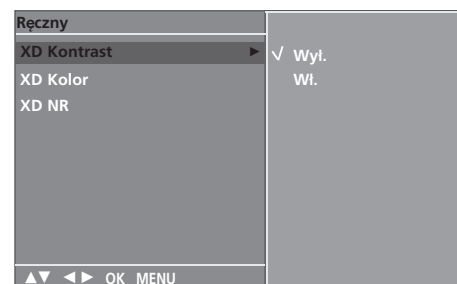 Ręczny
XD Kontrast ►
XD Kolor
XD NR
√ Wył.
Wł.
▲▼ ◄► OK MENU